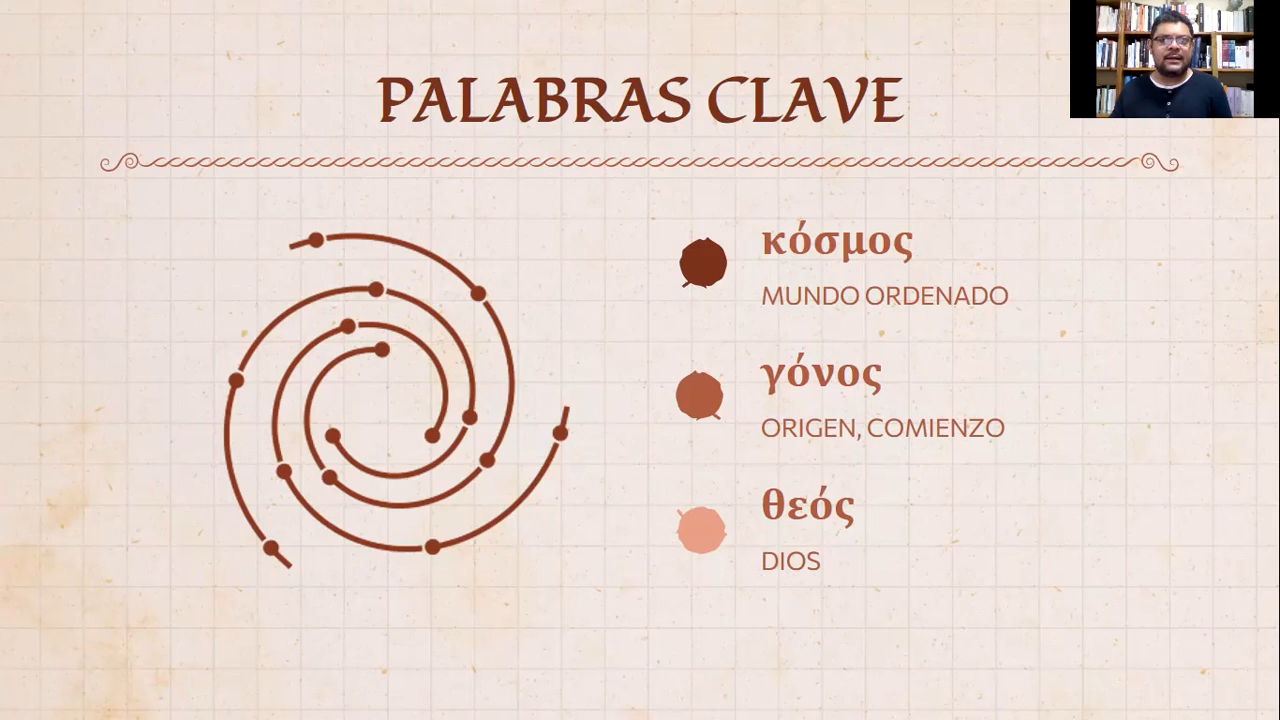 PALABRAS CLAVE
κόσμος
MUNDO ORDENADO
γόνος
ORIGEN, COMIENZO
θεός
DIOS